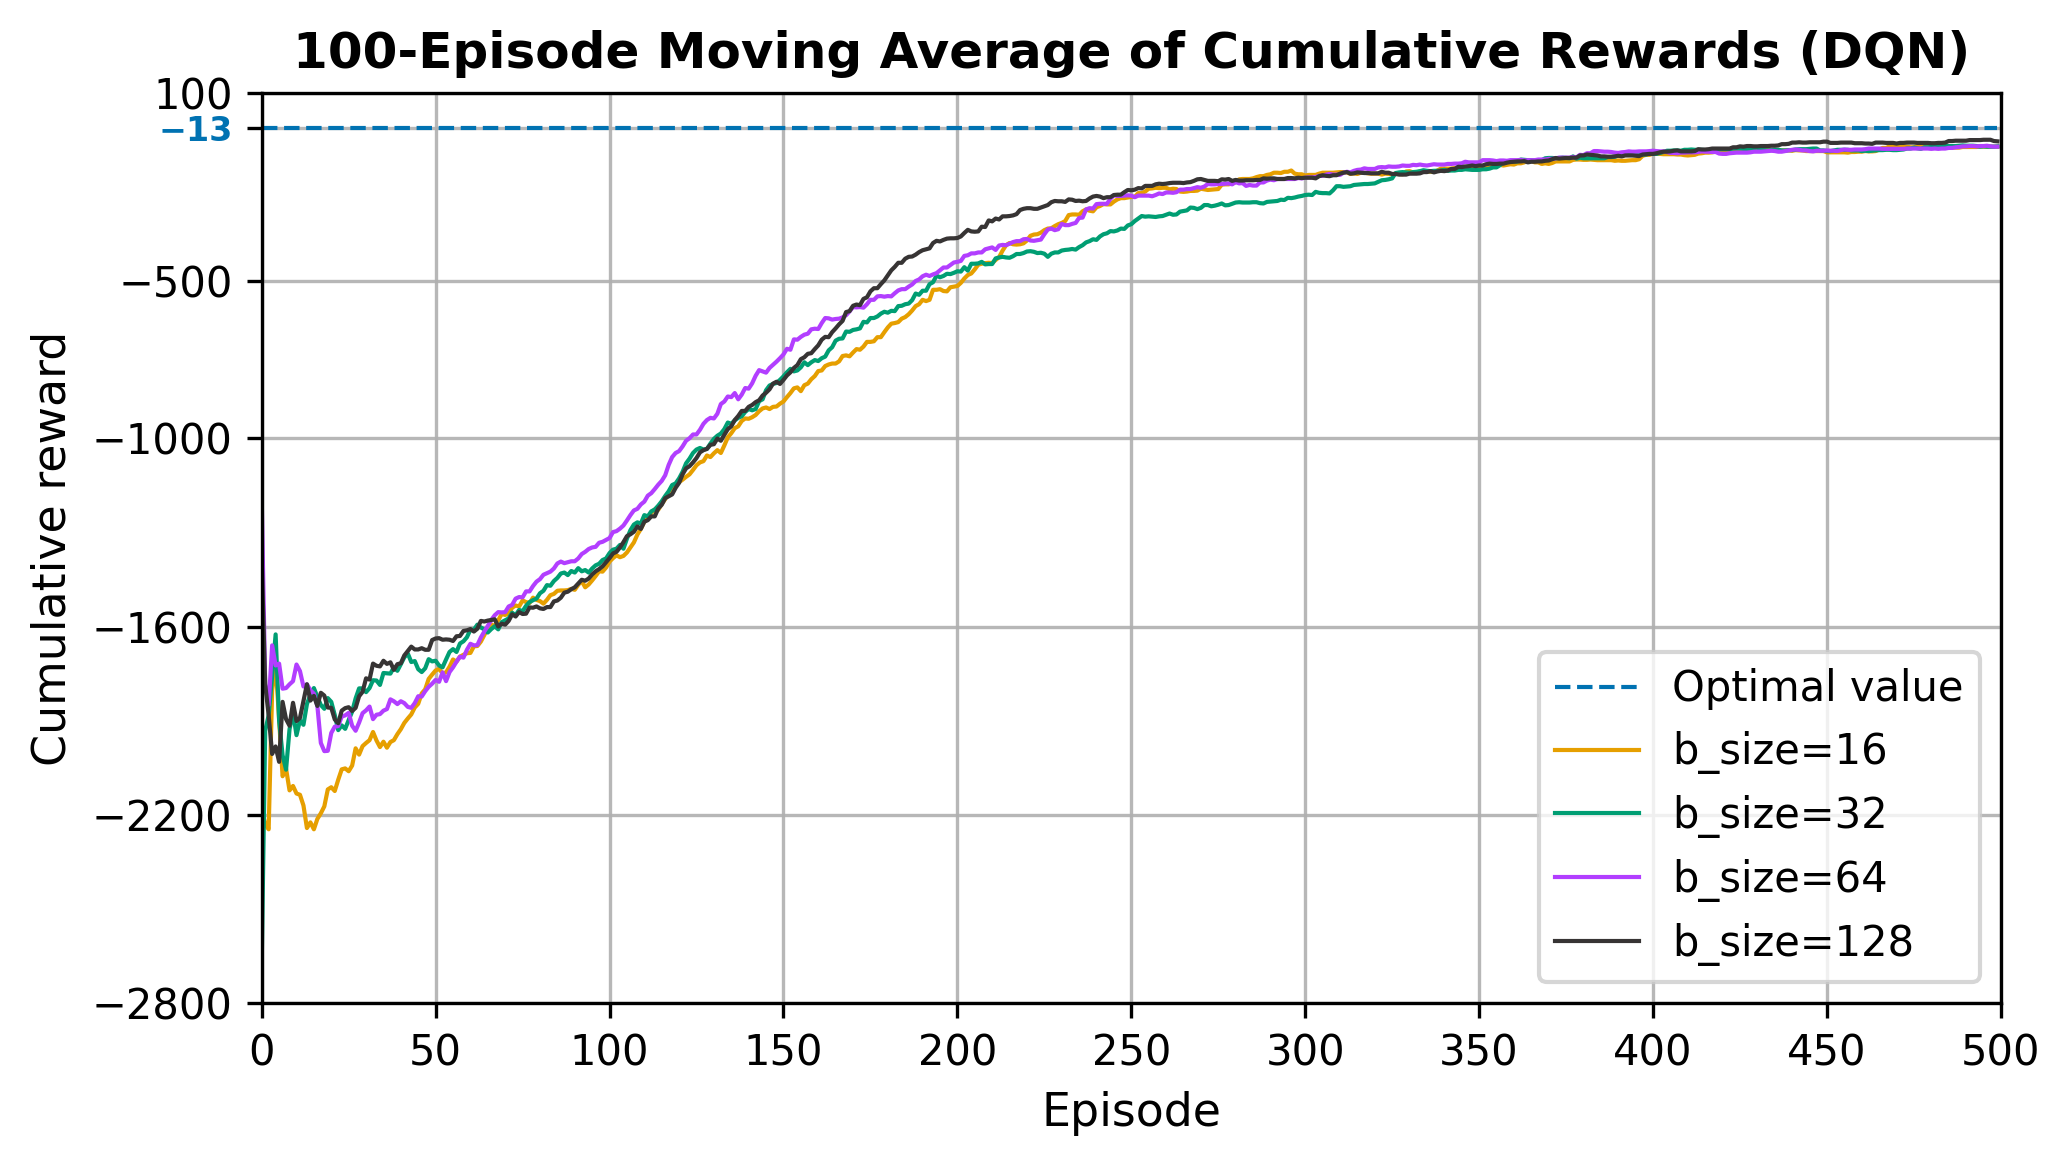 100-Episode Moving Average of Cumulative Rewards (DQN)
100
−13
−500
−1000
−1600
−2200
−2800
Cumulative reward
0 50 100 150 200 250 300 350 400 450 500
Episode
Optimal value
b_size=16
b_size=32
b_size=64
b_size=128